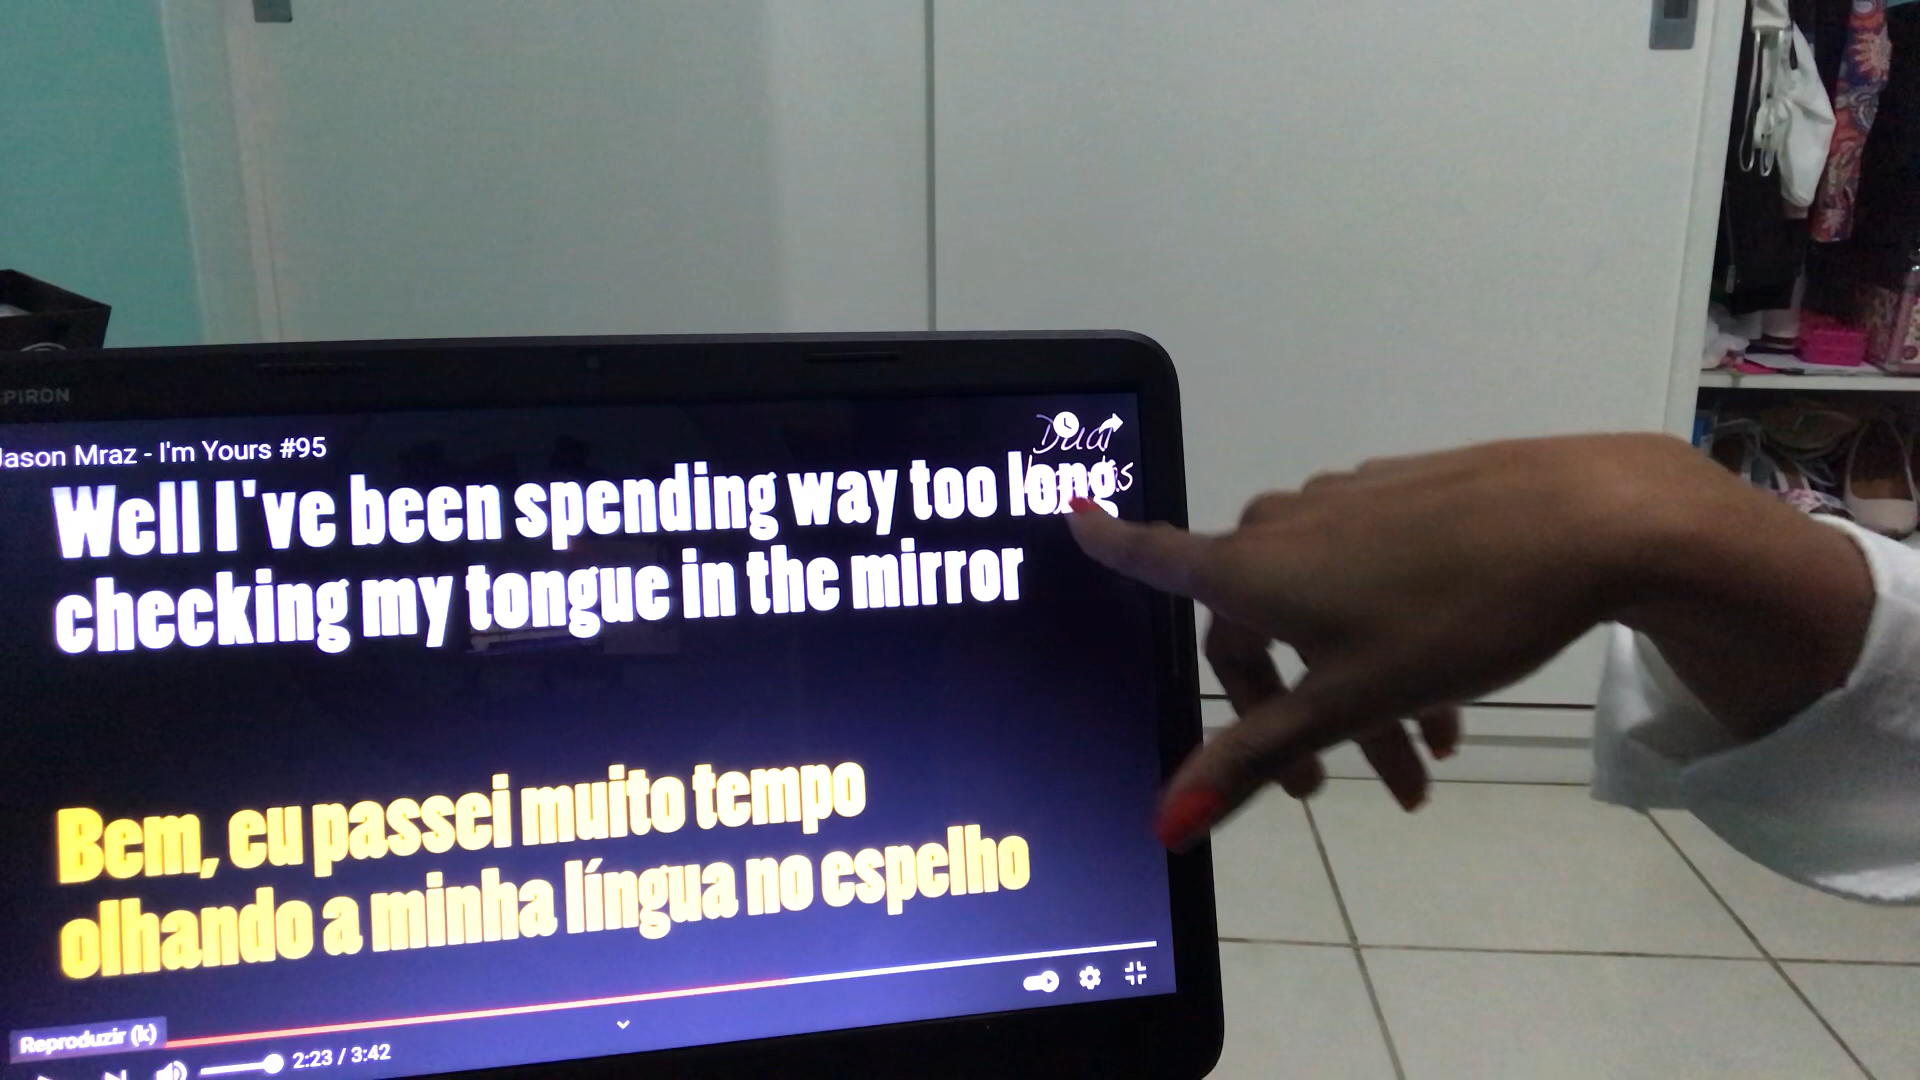 PIRON
Jason Mraz - I'm Yours #95
Well I've been spending way too long
checking my tongue in the mirror
Bem, eu passei muito tempo
olhando a minha língua no espelho
Reproduzir (k)
2:23 / 3:42